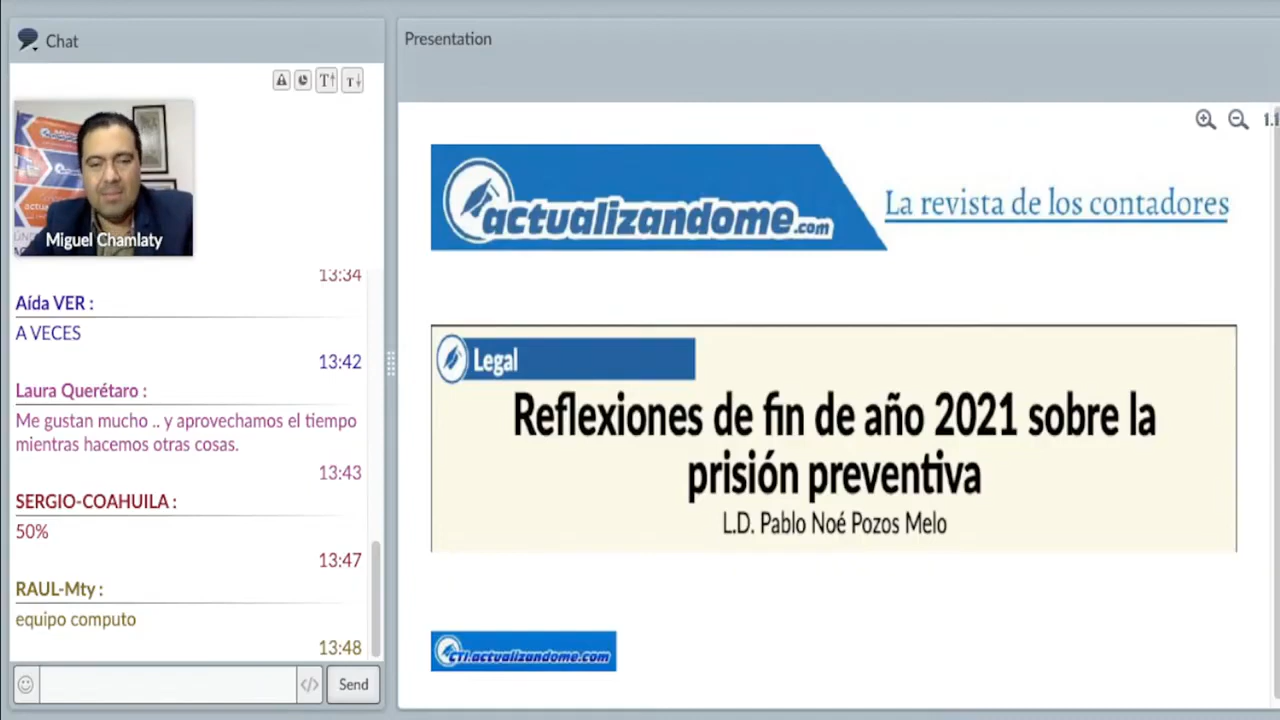 Chat
Miguel Chamlaty
13:34
Aída VER :
A VECES
13:42
Laura Querétaro :
Me gustan mucho .. y aprovechamos el tiempo
mientras hacemos otras cosas.
13:43
SERGIO-COAHUILA :
50%
13:47
RAUL-Mty :
equipo computo
13:48
Send
Presentation
actualizandome.com
La revista de los contadores
Legal
Reflexiones de fin de año 2021 sobre la
prisión preventiva
L.D. Pablo Noé Pozos Melo
CTI.actualizandome.com